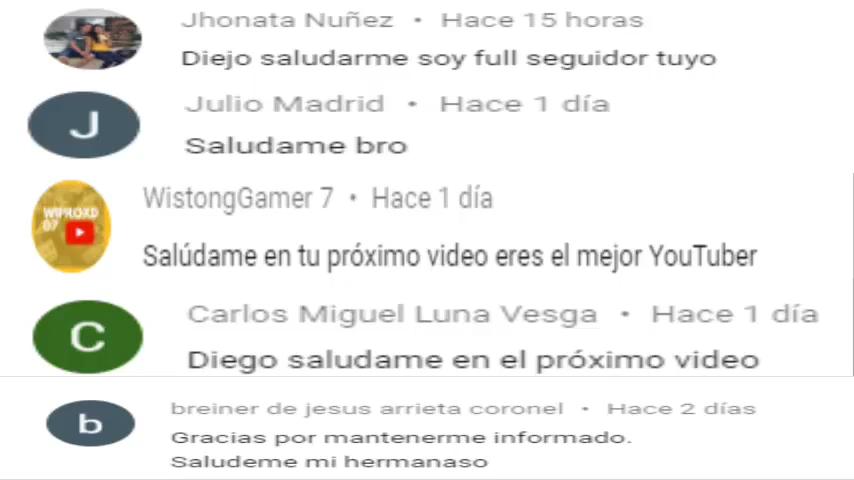 Jhonata Nuñez • Hace 15 horas
Diejo saludarme soy full seguidor tuyo
J
Julio Madrid • Hace 1 día
Saludame bro
WIPROXD
07
WistongGamer 7 • Hace 1 día
Salúdame en tu próximo video eres el mejor YouTuber
C
Carlos Miguel Luna Vesga • Hace 1 día
Diego saludame en el próximo video
b
breiner de jesus arrieta coronel • Hace 2 días
Gracias por mantenerme informado.
Saludeme mi hermanaso